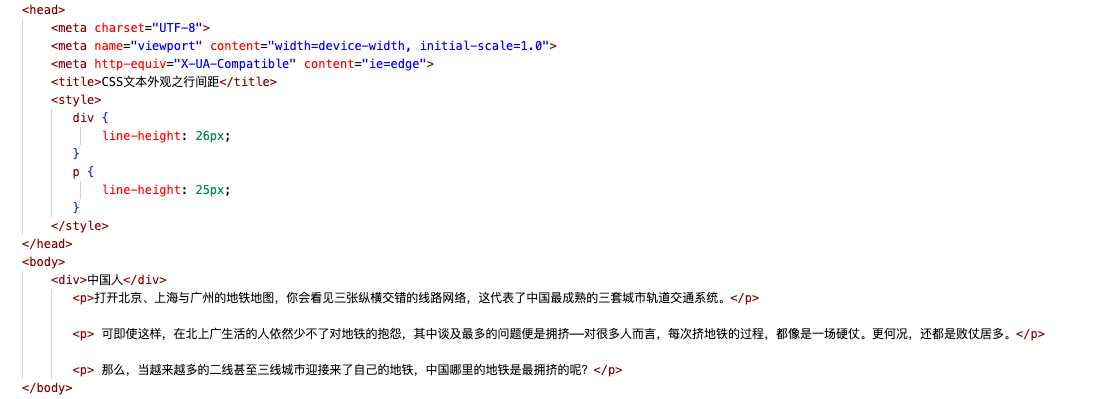 <head>
<meta charset="UTF-8">
<meta name="viewport" content="width=device-width, initial-scale=1.0">
<meta http-equiv="X-UA-Compatible" content="ie=edge">
<title>CSS文本外观之行间距</title>
<style>
div {
line-height: 26px;
}
p {
line-height: 25px;
}
</style>
</head>
<body>
<div>中国人</div>
<p>打开北京、上海与广州的地铁地图，你会看见三张纵横交错的线路网络，这代表了中国最成熟的三套城市轨道交通系统。</p>
<p> 可即使这样，在北上广生活的人依然少不了对地铁的抱怨，其中谈及最多的问题便是拥挤——对很多人而言，每次挤地铁的过程，都像是一场硬仗。更何况，还都是败仗居多。</p>
<p> 那么，当越来越多的二线甚至三线城市迎接来了自己的地铁，中国哪里的地铁是最拥挤的呢？</p>
</body>